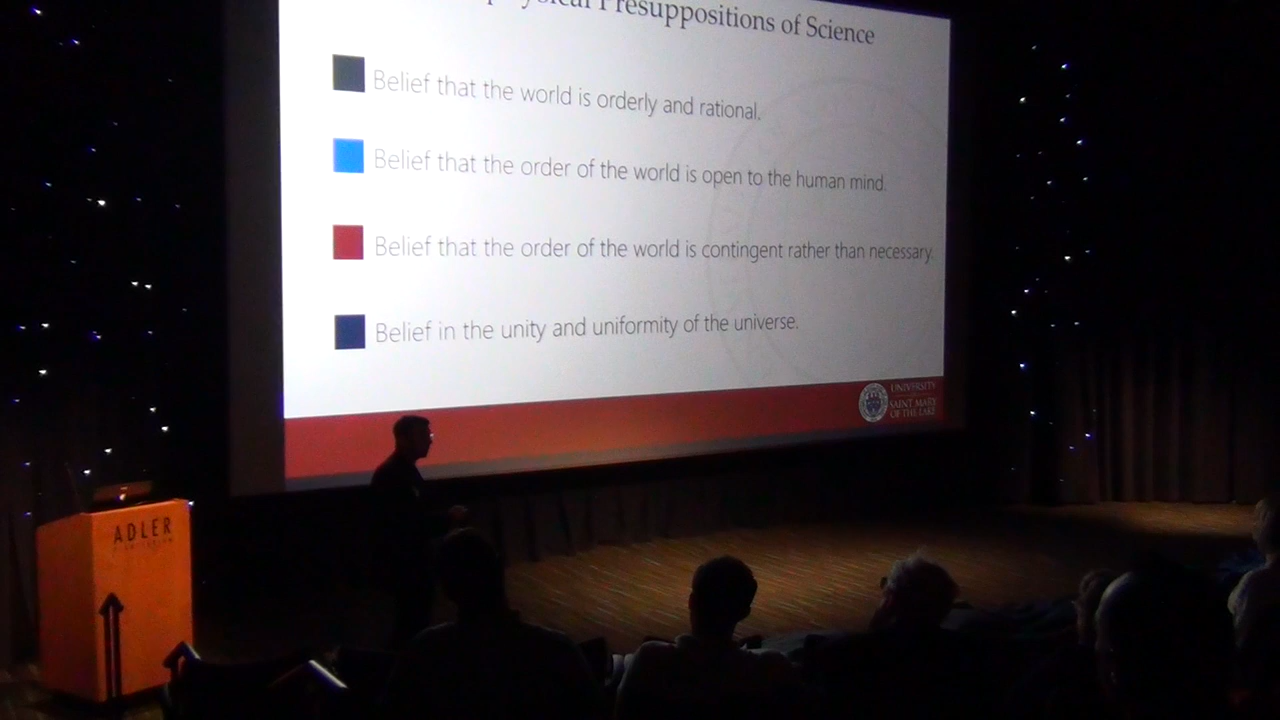 physical Presuppositions of Science
Belief that the world is orderly and rational.
Belief that the order of the world is open to the human mind.
Belief that the order of the world is contingent rather than necessary.
Belief in the unity and uniformity of the universe.
UNIVERSITY
SAINT MARY
OF THE LAKE
ADLER